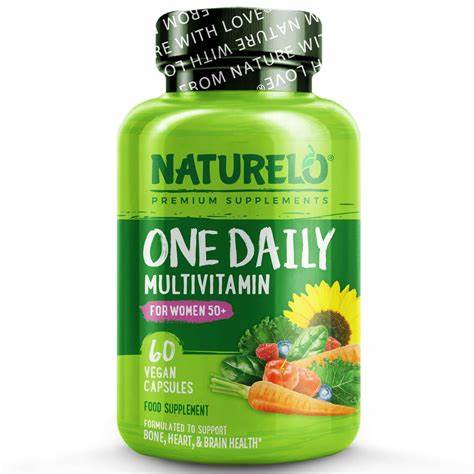 FROM NATURE WITH LOVE®
NATURELO®
PREMIUM SUPPLEMENTS
ONE DAILY
MULTIVITAMIN
FOR WOMEN 50+
60
VEGAN
CAPSULES
FOOD SUPPLEMENT
FORMULATED TO SUPPORT
BONE, HEART, & BRAIN HEALTH*